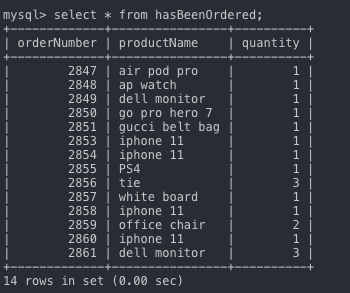 mysql> select * from hasBeenOrdered;
+-------------+----------------+----------+
| orderNumber | productName    | quantity |
+-------------+----------------+----------+
|        2847 | air pod pro    |        1 |
|        2848 | ap watch       |        1 |
|        2849 | dell monitor   |        1 |
|        2850 | go pro hero 7  |        1 |
|        2851 | gucci belt bag |        1 |
|        2853 | iphone 11      |        1 |
|        2854 | iphone 11      |        1 |
|        2855 | PS4            |        1 |
|        2856 | tie            |        3 |
|        2857 | white board    |        1 |
|        2858 | iphone 11      |        1 |
|        2859 | office chair   |        2 |
|        2860 | iphone 11      |        1 |
|        2861 | dell monitor   |        3 |
+-------------+----------------+----------+
14 rows in set (0.00 sec)